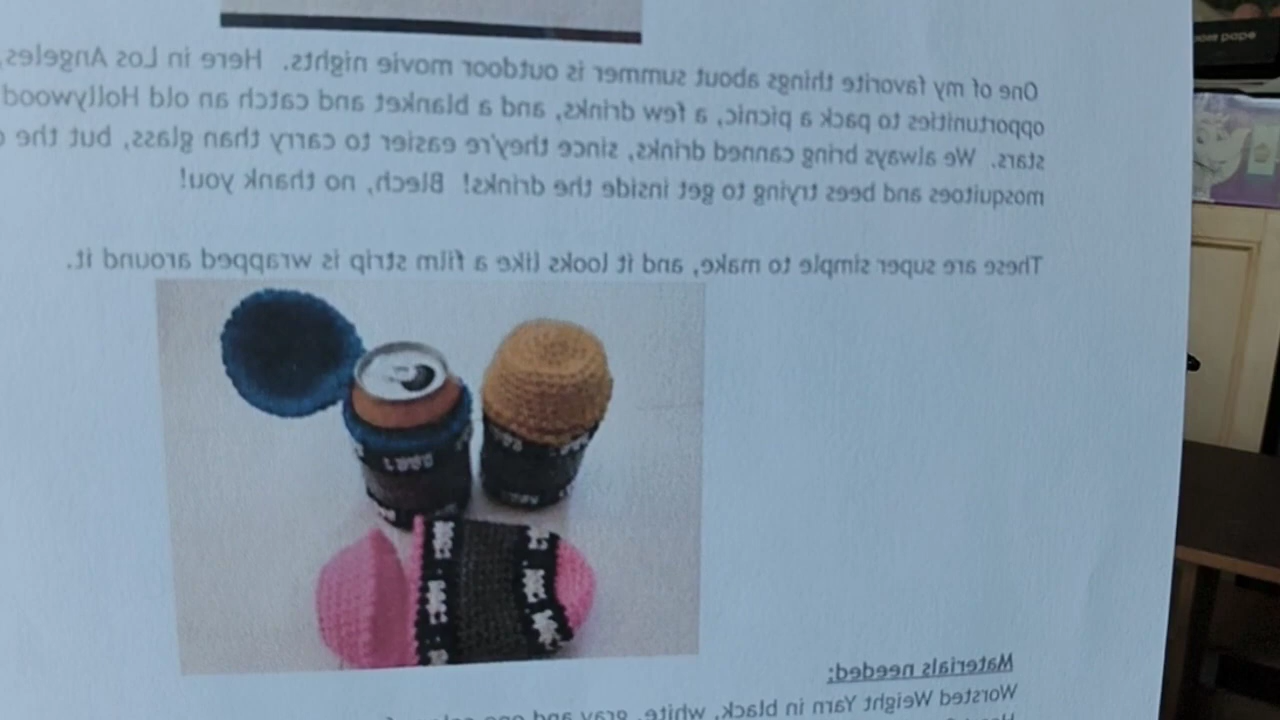 One of my favorite things about summer is outdoor movie nights. Here in Los Angeles,
opportunities to pack a picnic, a few drinks, and a blanket and catch an old Hollywood
stars. We always bring canned drinks, since they're easier to carry than glass, but the
mosquitoes and bees trying to get inside the drinks! Blech, no thank you!
These are super simple to make, and it looks like a film strip is wrapped around it.
Materials needed:
Worsted Weight Yarn in black, white, gray and one